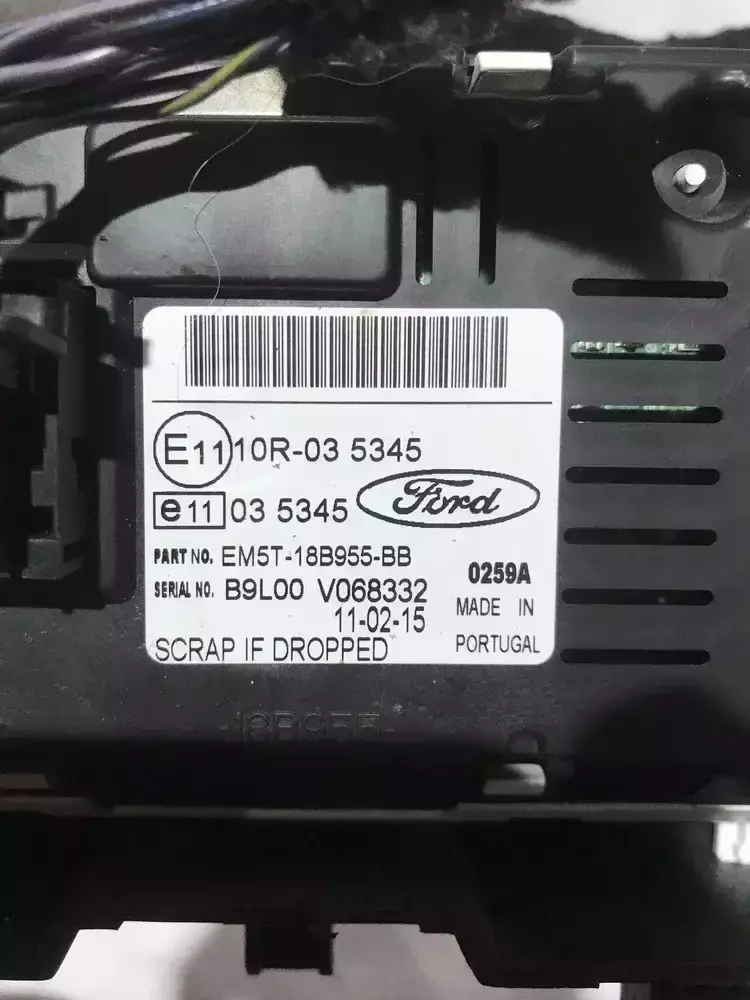 E11 10R-03 5345
e11 03 5345 Ford
PART NO. EM5T-18B955-BB
SERIAL NO. B9L00 V068332 0259A
11-02-15 MADE IN
SCRAP IF DROPPED PORTUGAL
18B955